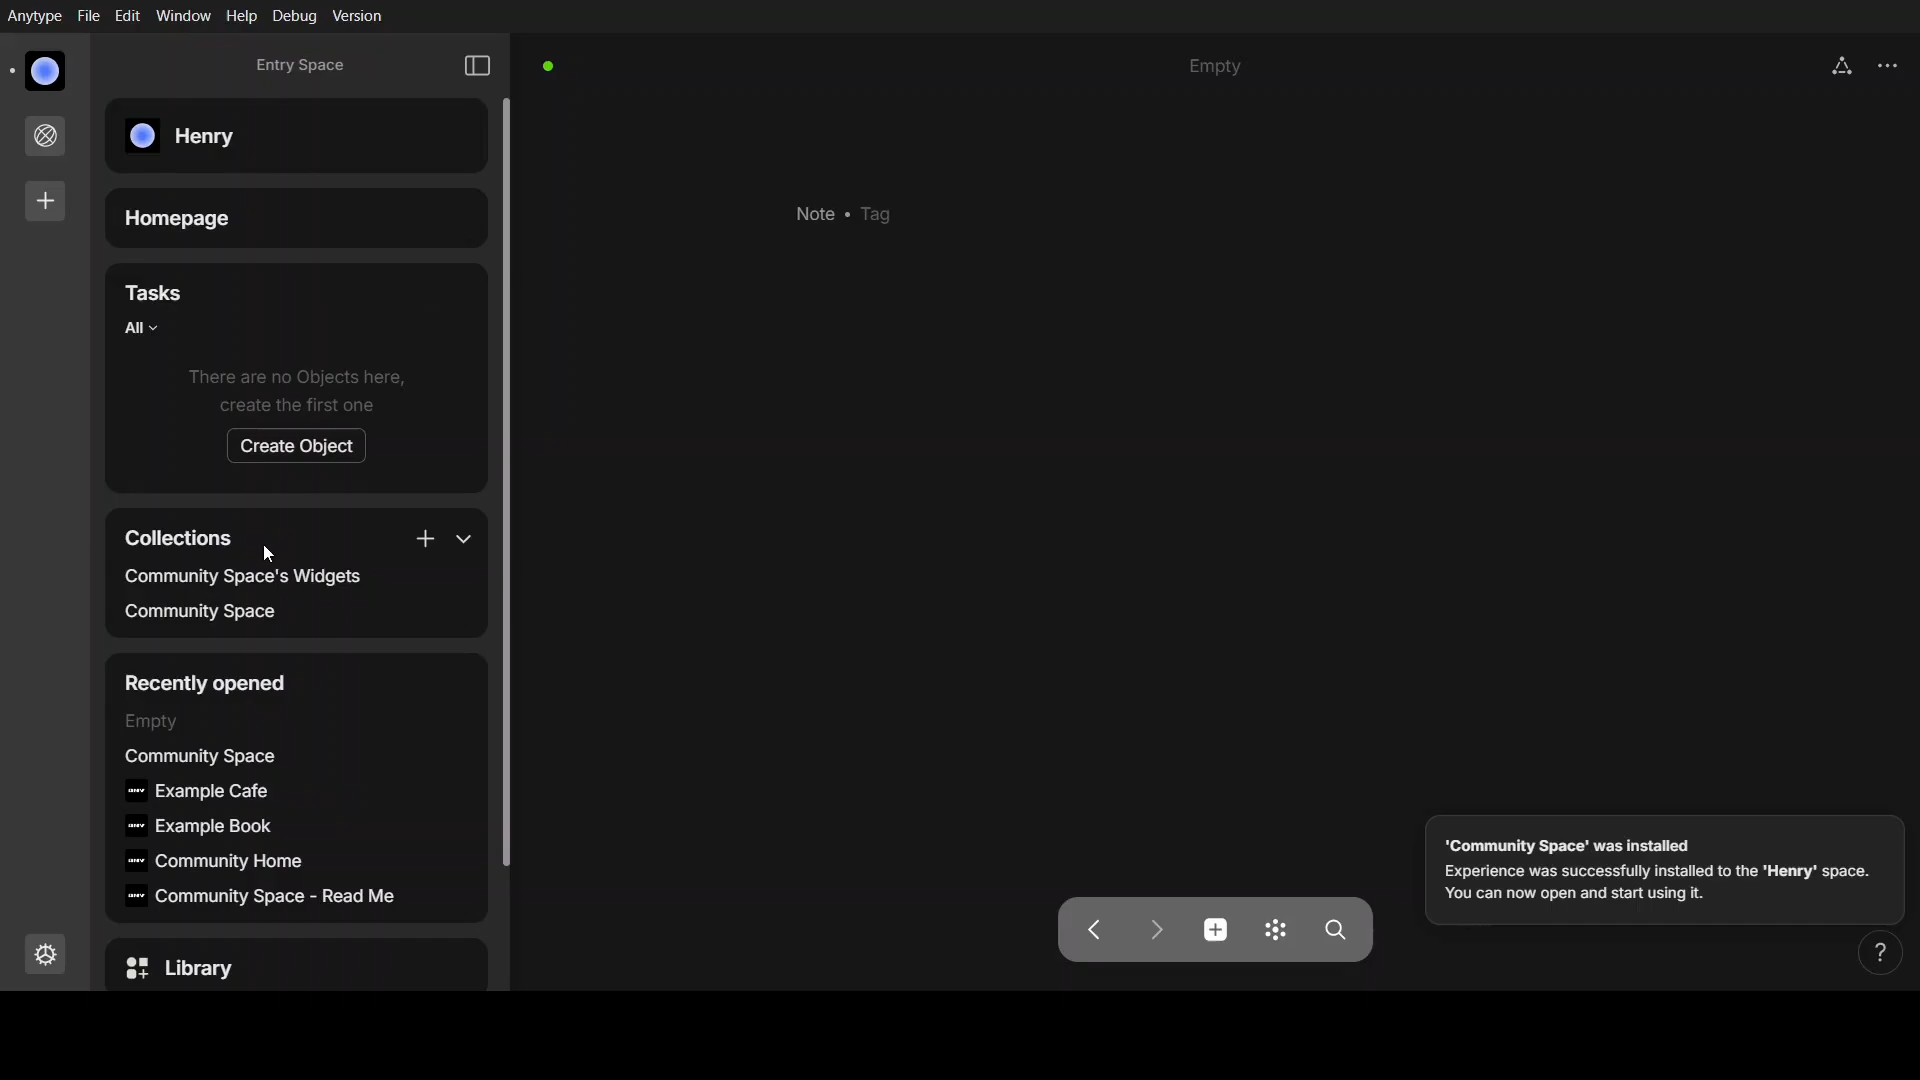 Anytype File Edit Window Help Debug Version
Entry Space
Empty
Henry
Homepage
Note • Tag
Tasks
All
There are no Objects here,
create the first one
Create Object
Collections
Community Space's Widgets
Community Space
Recently opened
Empty
Community Space
Example Cafe
Example Book
Community Home
Community Space - Read Me
Library
'Community Space' was installed
Experience was successfully installed to the 'Henry' space.
You can now open and start using it.
?